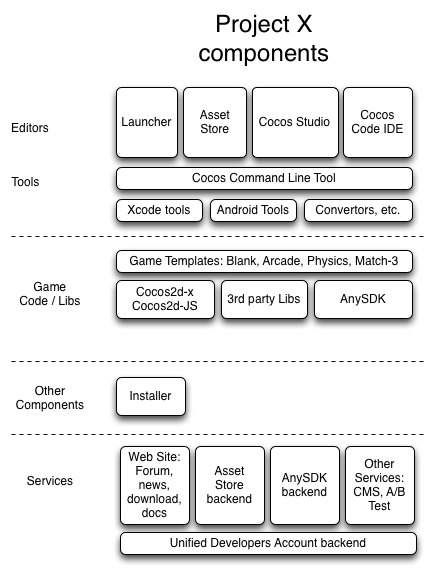 Project X
components
Editors
Launcher
Asset
Store
Cocos Studio
Cocos
Code IDE
Tools
Cocos Command Line Tool
Xcode tools
Android Tools
Convertors, etc.
Game
Code / Libs
Game Templates: Blank, Arcade, Physics, Match-3
Cocos2d-x
Cocos2d-JS
3rd party Libs
AnySDK
Other
Components
Installer
Services
Web Site:
Forum,
news,
download,
docs
Asset
Store
backend
AnySDK
backend
Other
Services:
CMS, A/B
Test
Unified Developers Account backend